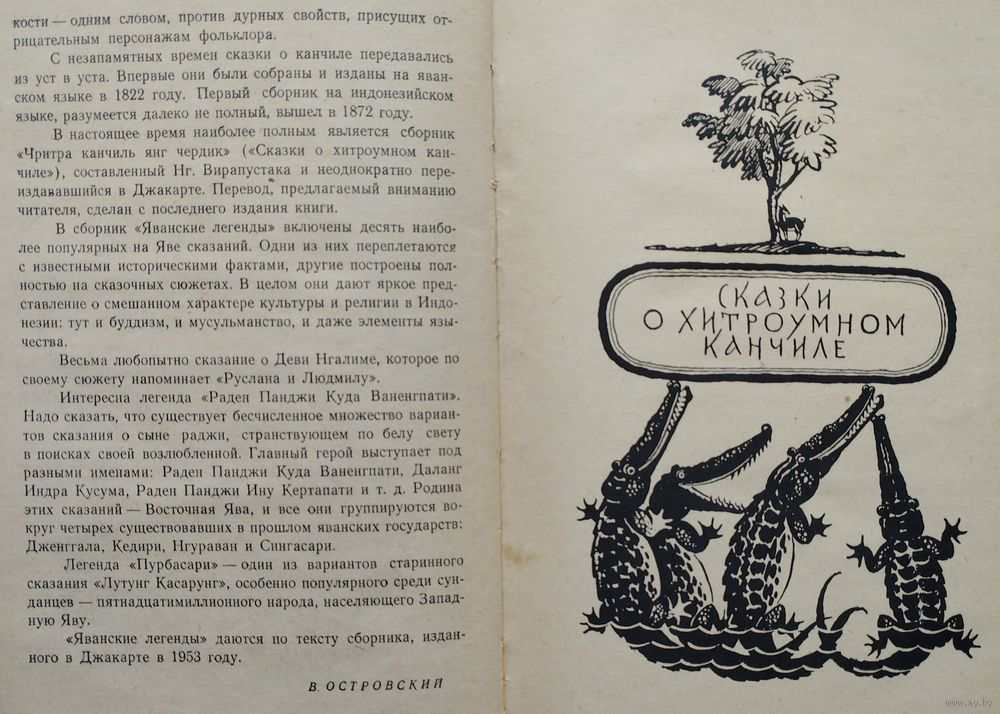 кости — одним словом, против дурных свойств, присущих от-
рицательным персонажам фольклора.
С незапамятных времен сказки о канчиле передавались
из уст в уста. Впервые они были собраны и изданы на яван-
ском языке в 1822 году. Первый сборник на индонезийском
языке, разумеется далеко не полный, вышел в 1872 году.
В настоящее время наиболее полным является сборник
«Чритра канчиль янг чердик» («Сказки о хитроумном кан-
чиле»), составленный Нг. Вирапустака и неоднократно пере-
издававшийся в Джакарте. Перевод, предлагаемый вниманию
читателя, сделан с последнего издания книги.
В сборник «Яванские легенды» включены десять наибо-
лее популярных на Яве сказаний. Одни из них переплетаются
с известными историческими фактами, другие построены пол-
ностью на сказочных сюжетах. В целом они дают яркое пред-
ставление о смешанном характере культуры и религии в Индо-
незии: тут и буддизм, и мусульманство, и даже элементы язы-
чества.
Весьма любопытно сказание о Деви Нгалиме, которое по
своему сюжету напоминает «Руслана и Людмилу».
Интересна легенда «Раден Панджи Куда Ваненгпати».
Надо сказать, что существует бесчисленное множество вариан-
тов сказания о сыне раджи, странствующем по белу свету
в поисках своей возлюбленной. Главный герой выступает под
разными именами: Раден Панджи Куда Ваненгпати, Даланг
Индра Кусума, Раден Панджи Ину Кертапати и т. д. Родина
этих сказаний — Восточная Ява, и все они группируются во-
круг четырех существовавших в прошлом яванских государств:
Дженггала, Кедири, Нгураван и Сингасари.
Легенда «Пурбасари» — один из вариантов старинного
сказания «Лутунг Касарунг», особенно популярного среди сун-
данцев — пятнадцатимиллионного народа, населяющего Запад-
ную Яву.
«Яванские легенды» даются по тексту сборника, издан-
ного в Джакарте в 1953 году.
В. ОСТРОВСКИЙ
СКАЗКИ
О ХИТРОУМНОМ
КАНЧИЛЕ
www.ay.by